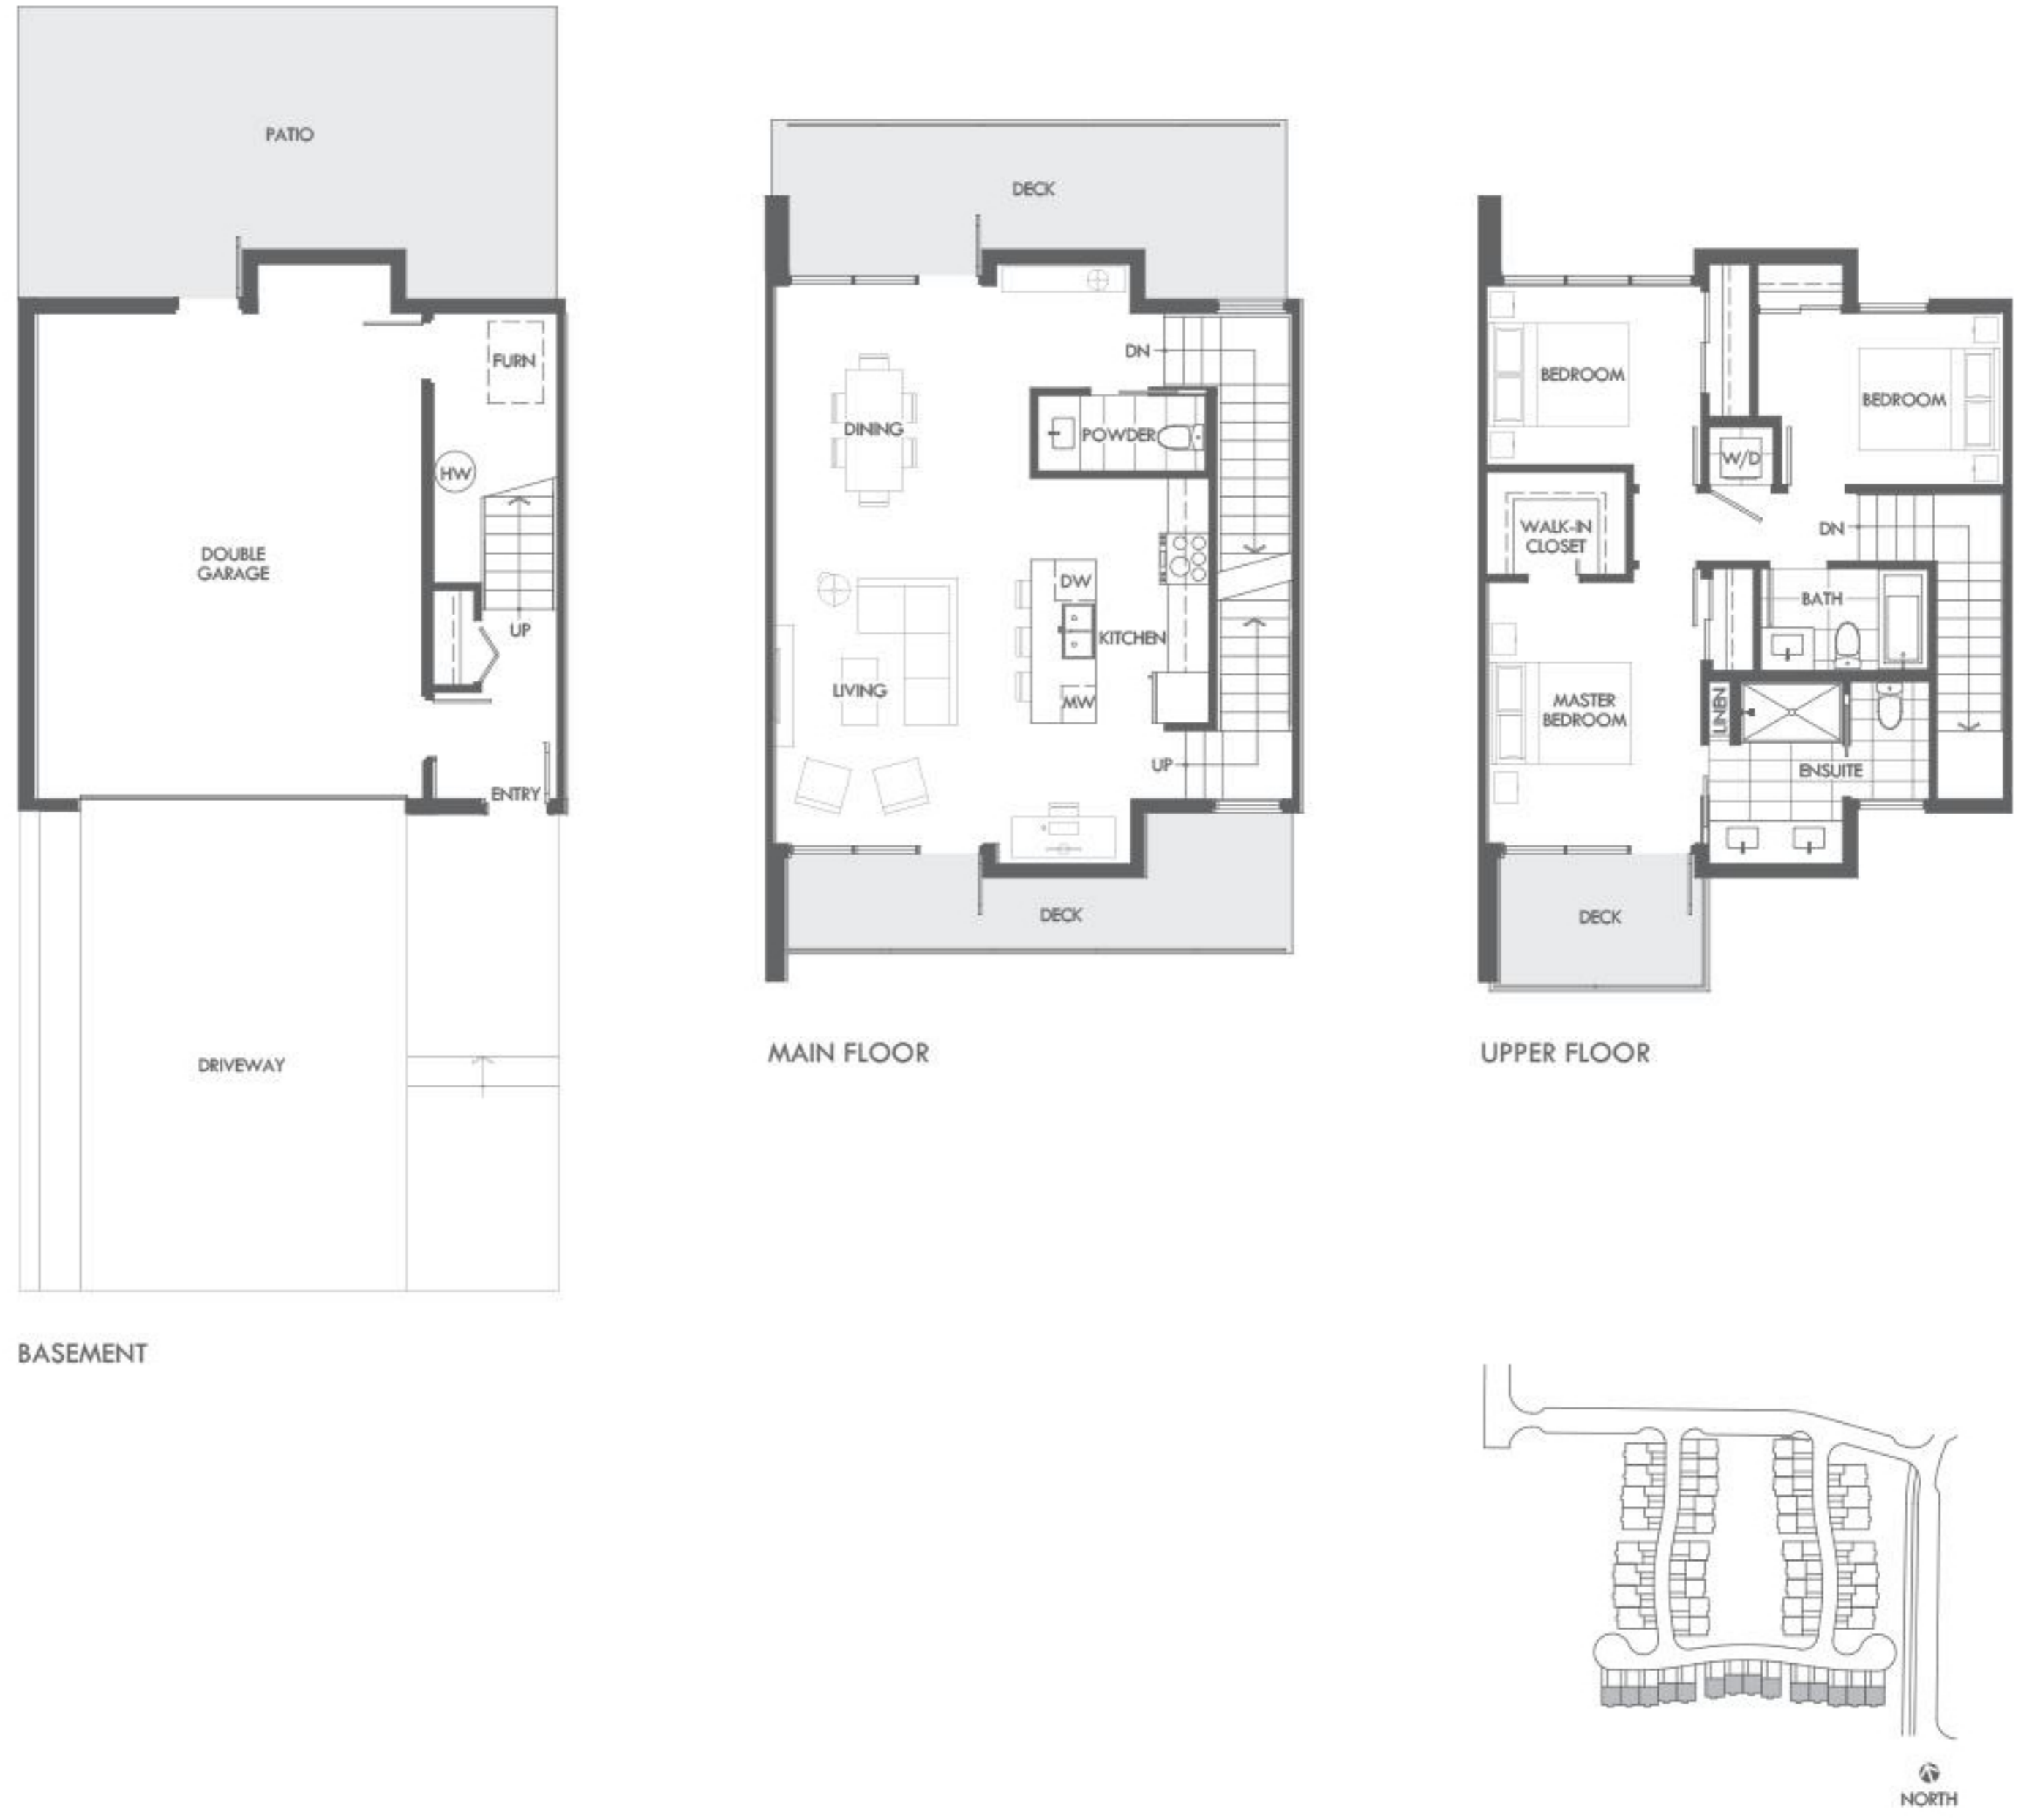 PATIO
FURN
HW
DOUBLE
GARAGE
UP
ENTRY
DRIVEWAY
BASEMENT
DECK
DN
DINING
POWDER
DW
KITCHEN
LIVING
MW
UP
DECK
MAIN FLOOR
BEDROOM
BEDROOM
W/D
WALK-IN
CLOSET
DN
BATH
MASTER
BEDROOM
LINEN
ENSUITE
DECK
UPPER FLOOR
NORTH